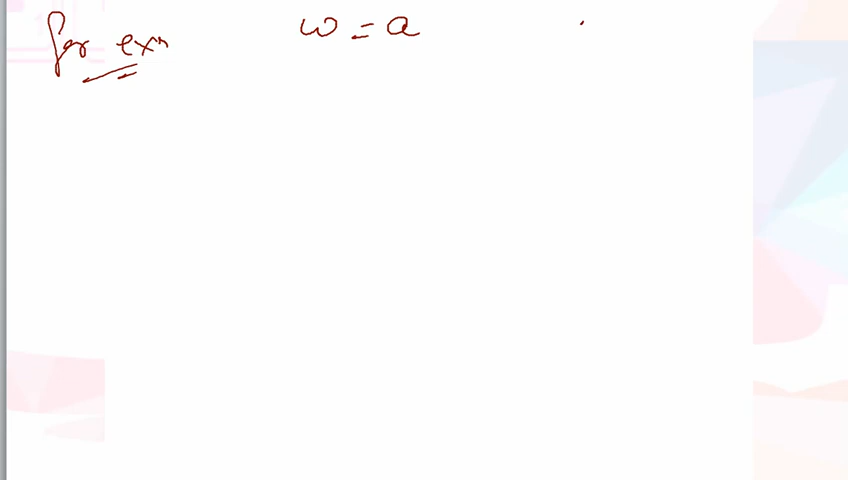 for exn
w = a